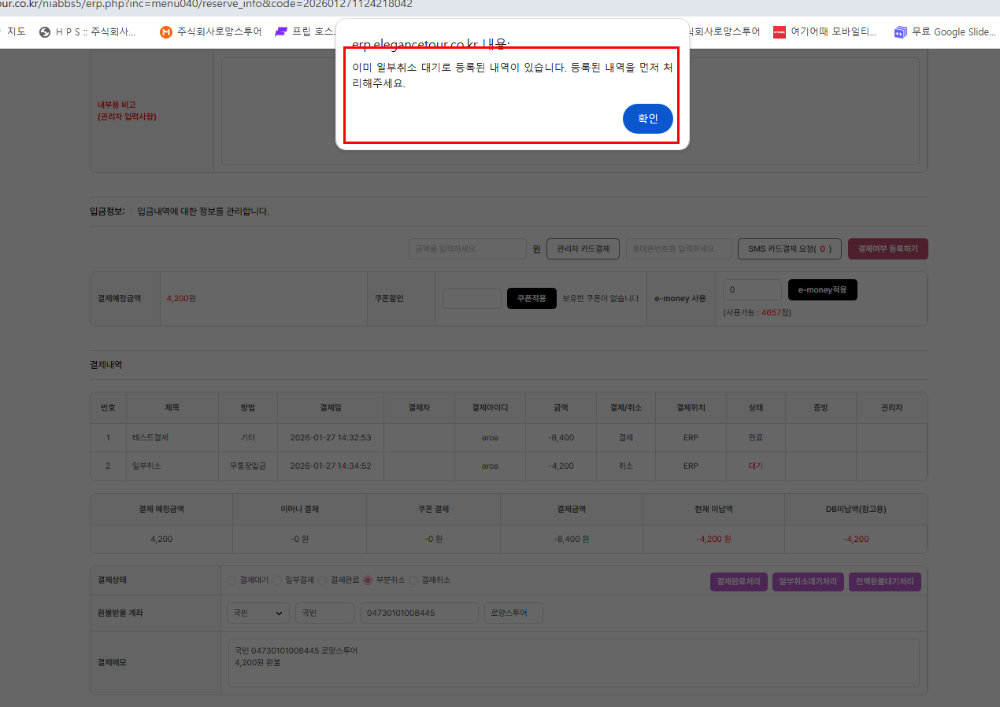 our.co.kr/niabbs5/erp.php?inc=menu040/reserve_info&code=202601271124218042
지도 H P S :: 주식회사... 주식회사로망스투어 프립 호스 식회사로망스투어 여기어때 모바일티... 무료 Google Slide...
erp.elegancetour.co.kr 내용:
이미 일부취소 대기로 등록된 내역이 있습니다. 등록된 내역을 먼저 처
리해주세요.
확인
내부용 비고
(관리자 입력사항)
입금정보: 입금내역에 대한 정보를 관리합니다.
금액을 입력하세요. 원 관리자 카드결제 휴대폰번호를 입력하세요. SMS 카드결제 요청( 0 ) 결제여부 등록하기
결제예정금액 4,200원 쿠폰할인 쿠폰적용 보유한 쿠폰이 없습니다 e-money 사용 0 e-money적용
(사용가능 : 4657점)
결제내역
번호 제목 방법 결제일 결제자 결제아이디 금액 결제/취소 결제위치 상태 증빙 관리자
1 테스트결재 기타 2026-01-27 14:32:53 aroa -8,400 결제 ERP 완료
2 일부취소 무통장입금 2026-01-27 14:34:52 aroa -4,200 취소 ERP 대기
결제 예정금액 이머니 결제 쿠폰 결제 결제금액 현재 미납액 DB미납액(참고용)
4,200 -0 원 -0 원 -8,400 원 -4,200 원 -4,200
결제상태 결제대기 일부결제 결제완료 부분취소 결제취소 결제완료처리 일부취소대기처리 전액환불대기처리
환불받을 계좌 국민 국민 04730101008445 로망스투어
결제메모
국민 04730101008445 로망스투어
4,200원 환불